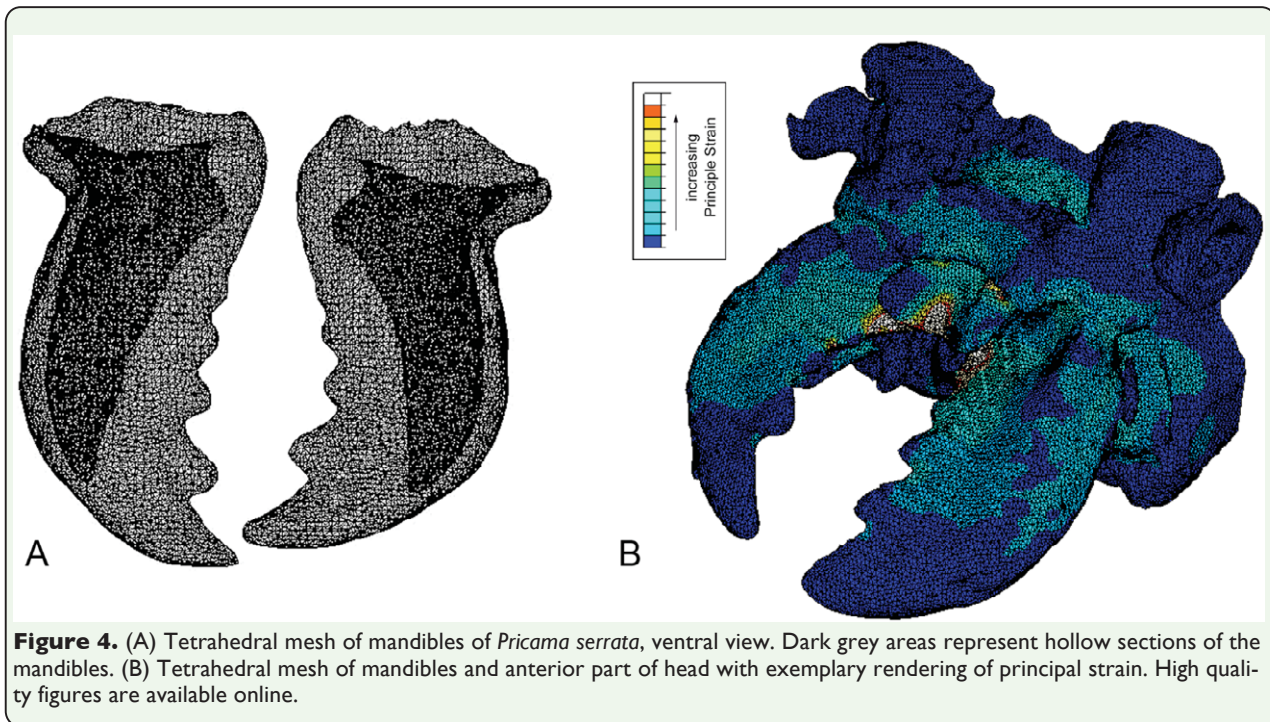 increasing
Principle Strain
A
B
Figure 4. (A) Tetrahedral mesh of mandibles of Pricama serrata, ventral view. Dark grey areas represent hollow sections of the
mandibles. (B) Tetrahedral mesh of mandibles and anterior part of head with exemplary rendering of principal strain. High quali-
ty figures are available online.